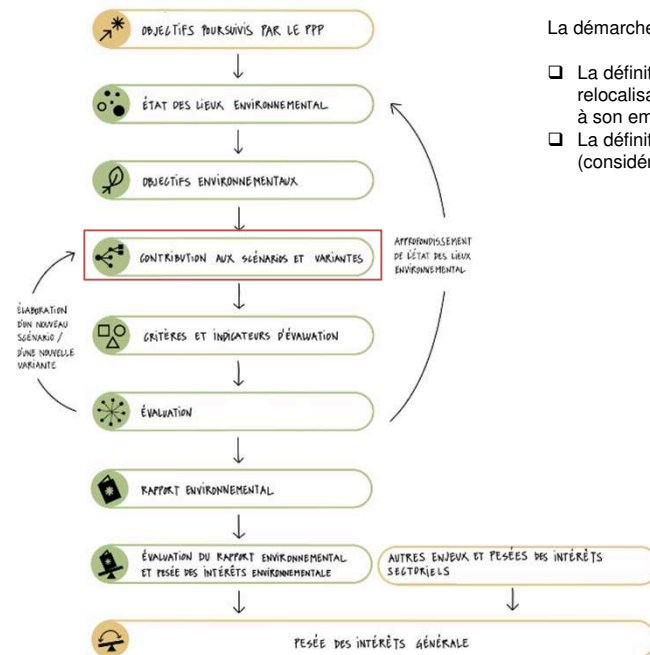 OBJECTIFS POURSUIVIS PAR LE PPP
ÉTAT DES LIEUX ENVIRONNEMENTAL
OBJECTIFS ENVIRONNEMENTAUX
CONTRIBUTION AUX SCÉNARIOS ET VARIANTES
APPROFONDISSEMENT
DE L'ÉTAT DES LIEUX
ENVIRONNEMENTAL
ÉLABORATION
D'UN NOUVEAU
SCÉNARIO /
D'UNE NOUVELLE
VARIANTE
CRITÈRES ET INDICATEURS D'ÉVALUATION
ÉVALUATION
RAPPORT ENVIRONNEMENTAL
ÉVALUATION DU RAPPORT ENVIRONNEMENTAL
ET PESÉE DES INTÉRÊTS ENVIRONNEMENTALE
AUTRES ENJEUX ET PESÉES DES INTÉRÊTS
SECTORIELS
PESÉE DES INTÉRÊTS GÉNÉRALE
La démarche
La
relocalisa
à son em
La
(considér